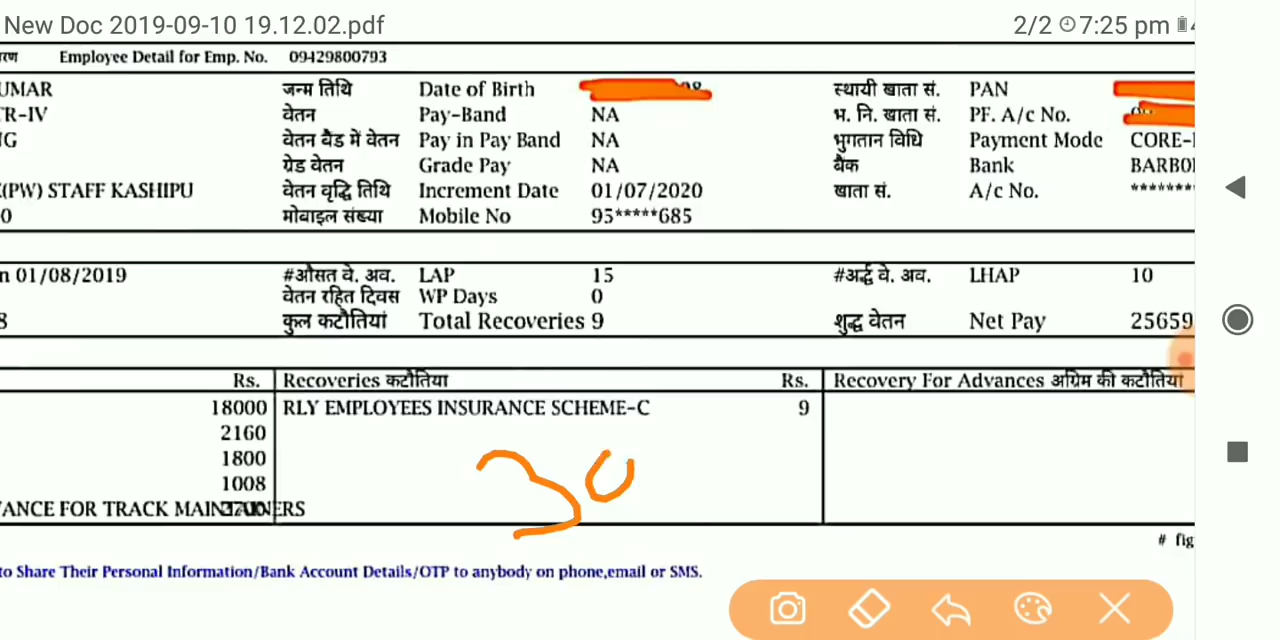 New Doc 2019-09-10 19.12.02.pdf 2/2 7:25 pm
रण Employee Detail for Emp. No. 09429800793
UMAR जन्म तिथि Date of Birth स्थायी खाता सं. PAN
TR-IV वेतन Pay-Band NA भ. नि. खाता सं. PF. A/c No.
NG वेतन बैंड में वेतन Pay in Pay Band NA भुगतान विधि Payment Mode CORE-
ग्रेड वेतन Grade Pay NA बैंक Bank BARBO
(PW) STAFF KASHIPU वेतन वृद्धि तिथि Increment Date 01/07/2020 खाता सं. A/c No. ********
0 मोबाइल संख्या Mobile No 95*****685
n 01/08/2019 #औसत वे. अव. LAP 15 #अर्द्ध वे. अव. LHAP 10
वेतन रहित दिवस WP Days 0
8 कुल कटौतियां Total Recoveries 9 शुद्ध वेतन Net Pay 25659
Rs. Recoveries कटौतिया Rs. Recovery For Advances अग्रिम की कटौतियां
18000 RLY EMPLOYEES INSURANCE SCHEME-C 9
2160
1800
1008
VANCE FOR TRACK MAINTAINERS
30
# fig
to Share Their Personal Information/Bank Account Details/OTP to anybody on phone,email or SMS.